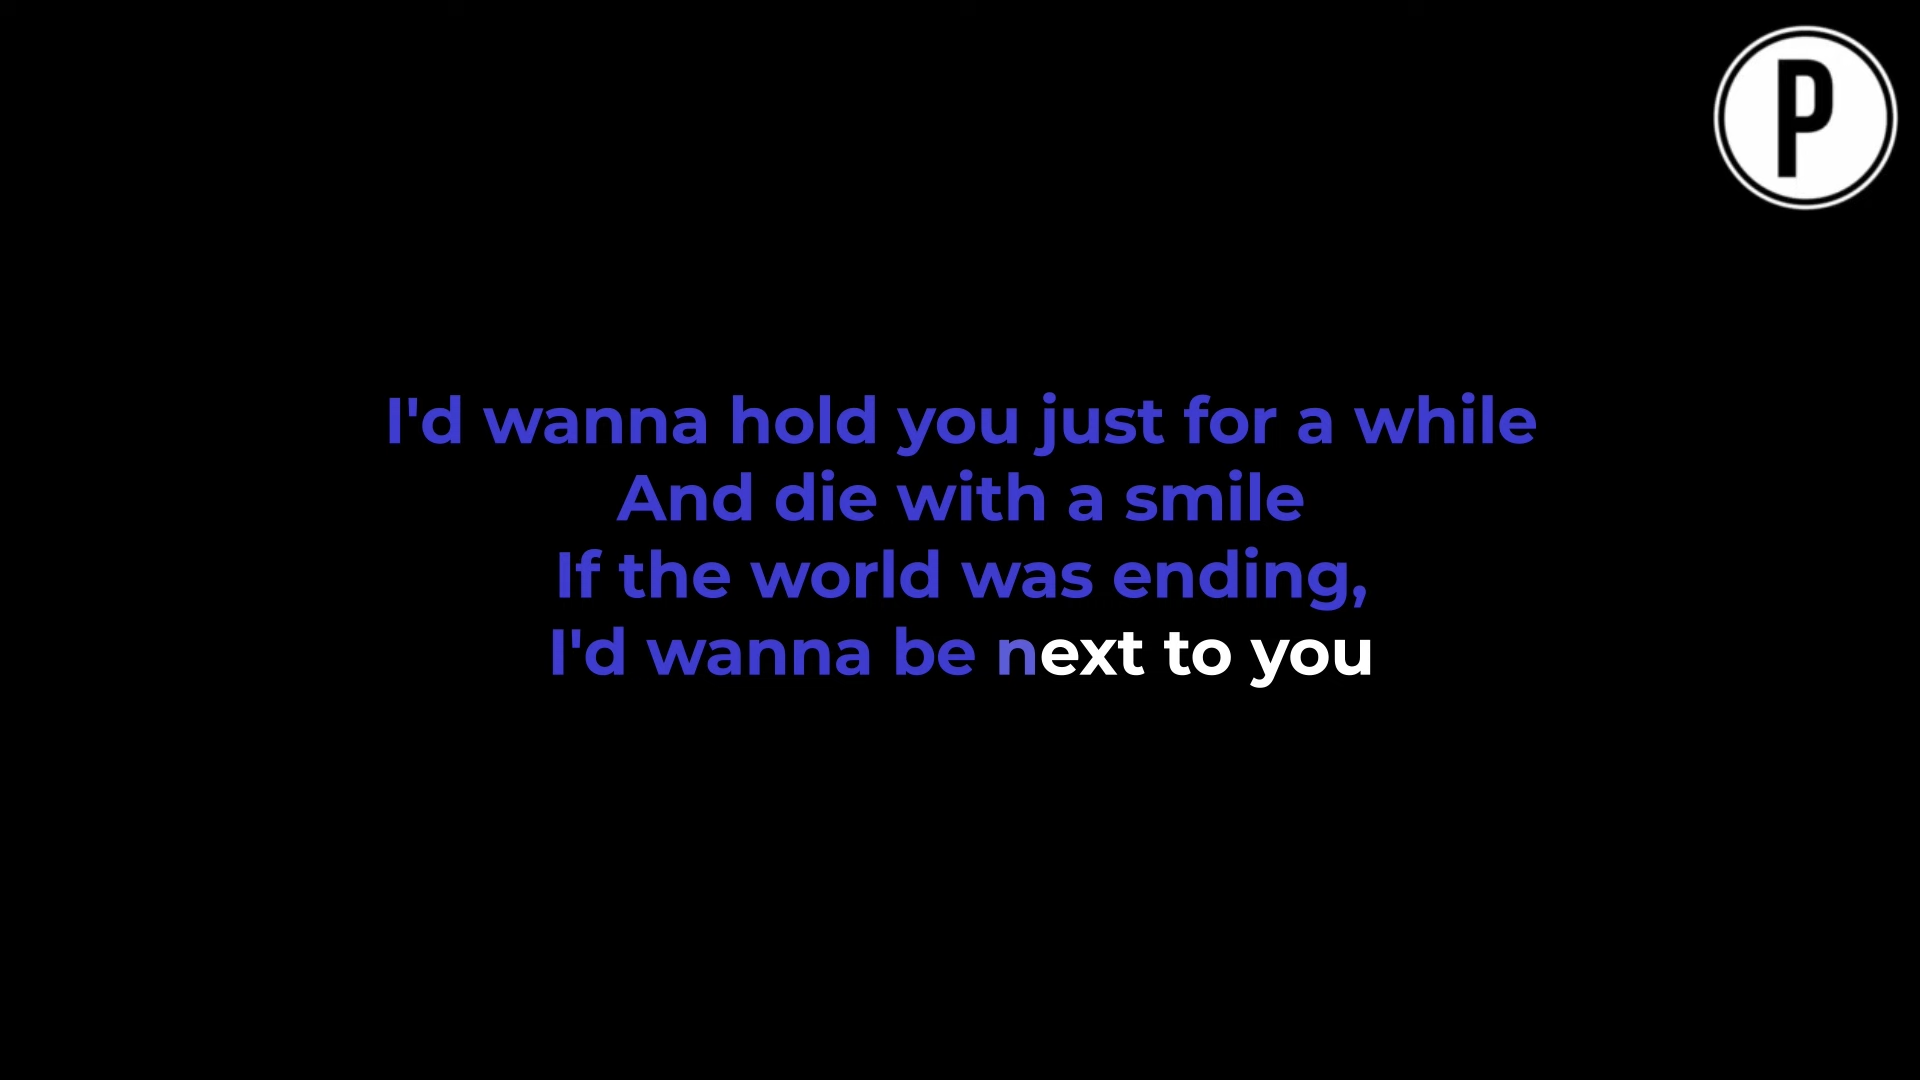 P
I'd wanna hold you just for a while
And die with a smile
If the world was ending,
I'd wanna be next to you